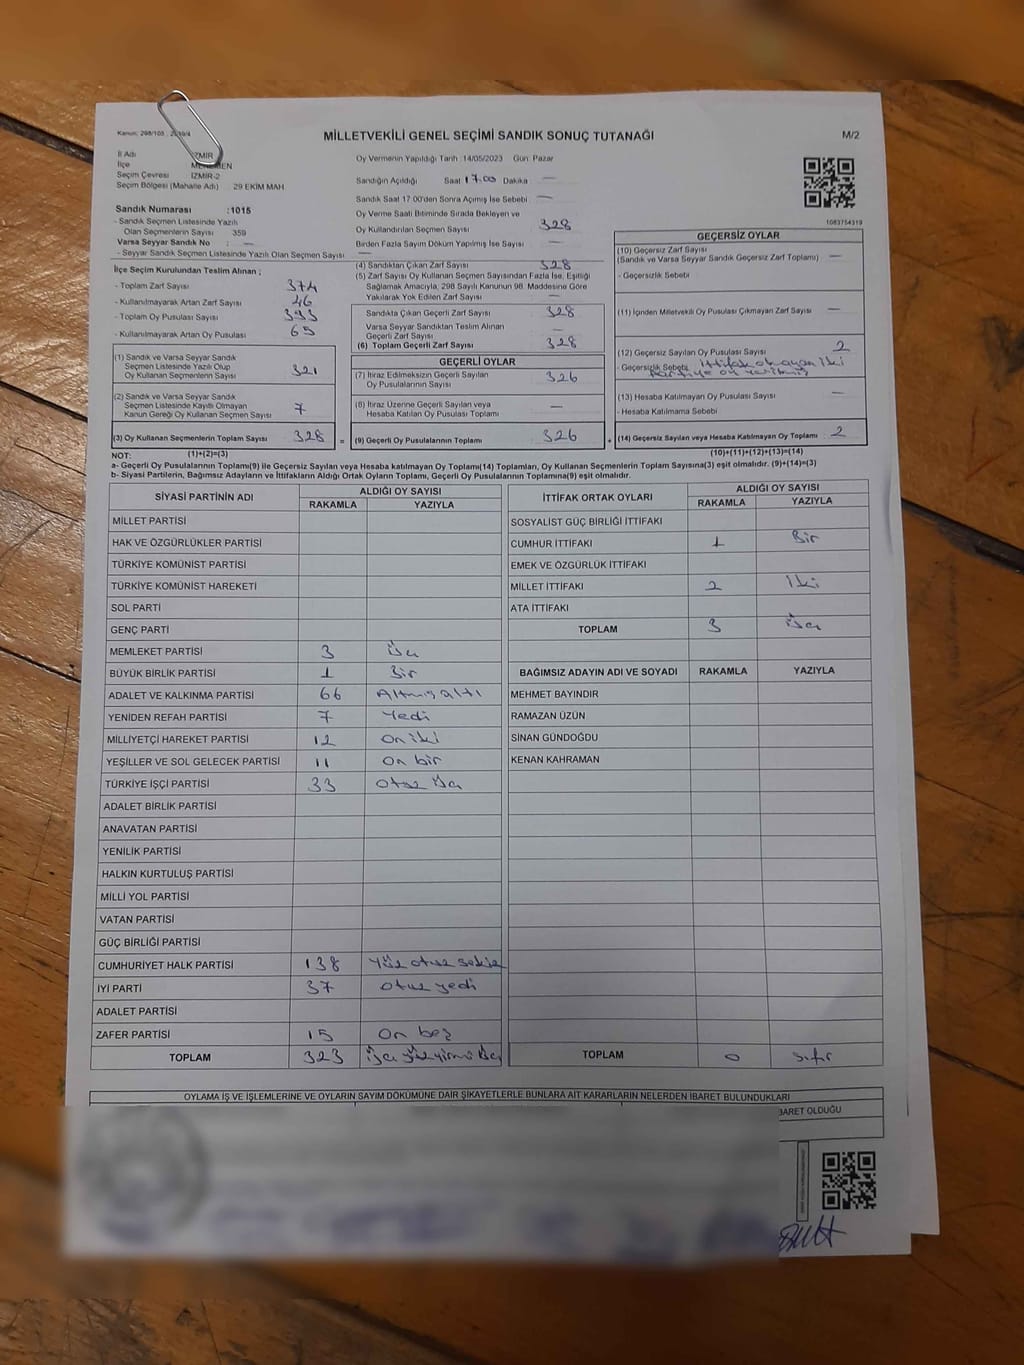 Kanun: 298/105
MİLLETVEKİLİ GENEL SEÇİMİ SANDIK SONUÇ TUTANAĞI
M/2
İl Adı İZMİR
İlçe MENEMEN
Seçim Çevresi İZMİR-2
Seçim Bölgesi (Mahalle Adı) : 29 EKİM MAH
Sandık Numarası :1015
- Sandık Seçmen Listesinde Yazılı
Olan Seçmenlerin Sayısı 359
Varsa Seyyar Sandık No : —
- Seyyar Sandık Seçmen Listesinde Yazılı Olan Seçmen Sayısı —
Oy Vermenin Yapıldığı Tarih :14/05/2023 Gün: Pazar
Sandığın Açıldığı Saat 17.00 Dakika —
Sandık Saat 17.00'den Sonra Açılmış İse Sebebi —
Oy Verme Saati Bitiminde Sırada Bekleyen ve
Oy Kullandırılan Seçmen Sayısı 328
Birden Fazla Sayım Döküm Yapılmış İse Sayısı —
1083754319
İlçe Seçim Kurulundan Teslim Alınan ;
- Toplam Zarf Sayısı 374
- Kullanılmayarak Artan Zarf Sayısı 46
- Toplam Oy Pusulası Sayısı 393
- Kullanılmayarak Artan Oy Pusulası 65
(1) Sandık ve Varsa Seyyar Sandık
Seçmen Listesinde Yazılı Olup
Oy Kullanan Seçmenlerin Sayısı 321
(2) Sandık ve Varsa Seyyar Sandık
Seçmen Listesinde Kayıtlı Olmayan
Kanun Gereği Oy Kullanan Seçmen Sayısı 7
(3) Oy Kullanan Seçmenlerin Toplam Sayısı 328 =
(4) Sandıktan Çıkan Zarf Sayısı 328
(5) Zarf Sayısı Oy Kullanan Seçmen Sayısından Fazla İse, Eşitliği
Sağlamak Amacıyla, 298 Sayılı Kanunun 98. Maddesine Göre
Yakılarak Yok Edilen Zarf Sayısı —
Sandıkta Çıkan Geçerli Zarf Sayısı 328
Varsa Seyyar Sandıktan Teslim Alınan
Geçerli Zarf Sayısı —
(6) Toplam Geçerli Zarf Sayısı 328
GEÇERLİ OYLAR
(7) İtiraz Edilmeksizin Geçerli Sayılan
Oy Pusulalarının Sayısı 326
(8) İtiraz Üzerine Geçerli Sayılan veya
Hesaba Katılan Oy Pusulası Toplamı —
(9) Geçerli Oy Pusulalarının Toplamı 326 +
GEÇERSİZ OYLAR
(10) Geçersiz Zarf Sayısı
(Sandık ve Varsa Seyyar Sandık Geçersiz Zarf Toplamı) —
- Geçersizlik Sebebi
(11) İçinden Milletvekili Oy Pusulası Çıkmayan Zarf Sayısı —
(12) Geçersiz Sayılan Oy Pusulası Sayısı 2
- Geçersizlik Sebebi İttifak olmayan iki
partiye oy verilmiş
(13) Hesaba Katılmayan Oy Pusulası Sayısı —
- Hesaba Katılmama Sebebi
(14) Geçersiz Sayılan veya Hesaba Katılmayan Oy Toplamı 2
NOT: (1)+(2)=(3)
(10)+(11)+(12)+(13)=(14)
a- Geçerli Oy Pusulalarının Toplamı(9) ile Geçersiz Sayılan veya Hesaba katılmayan Oy Toplamı(14) Toplamları, Oy Kullanan Seçmenlerin Toplam Sayısına(3) eşit olmalıdır. (9)+(14)=(3)
b- Siyasi Partilerin, Bağımsız Adayların ve İttifakların Aldığı Ortak Oyların Toplamı, Geçerli Oy Pusulalarının Toplamına(9) eşit olmalıdır.
SİYASİ PARTİNİN ADI ALDIĞI OY SAYISI
RAKAMLA YAZIYLA
MİLLET PARTİSİ
HAK VE ÖZGÜRLÜKLER PARTİSİ
TÜRKİYE KOMÜNİST PARTİSİ
TÜRKİYE KOMÜNİST HAREKETİ
SOL PARTİ
GENÇ PARTİ
MEMLEKET PARTİSİ 3 üç
BÜYÜK BİRLİK PARTİSİ 1 Bir
ADALET VE KALKINMA PARTİSİ 66 Altmış altı
YENİDEN REFAH PARTİSİ 7 Yedi
MİLLİYETÇİ HAREKET PARTİSİ 12 on iki
YEŞİLLER VE SOL GELECEK PARTİSİ 11 on bir
TÜRKİYE İŞÇİ PARTİSİ 33 otuz üç
ADALET BİRLİK PARTİSİ
ANAVATAN PARTİSİ
YENİLİK PARTİSİ
HALKIN KURTULUŞ PARTİSİ
MİLLİ YOL PARTİSİ
VATAN PARTİSİ
GÜÇ BİRLİĞİ PARTİSİ
CUMHURİYET HALK PARTİSİ 138 Yüz otuz sekiz
İYİ PARTİ 37 otuz yedi
ADALET PARTİSİ
ZAFER PARTİSİ 15 On beş
TOPLAM 323 üç yüz yirmi üç
İTTİFAK ORTAK OYLARI ALDIĞI OY SAYISI
RAKAMLA YAZIYLA
SOSYALİST GÜÇ BİRLİĞİ İTTİFAKI
CUMHUR İTTİFAKI 1 Bir
EMEK VE ÖZGÜRLÜK İTTİFAKI
MİLLET İTTİFAKI 2 İki
ATA İTTİFAKI
TOPLAM 3 üç
BAĞIMSIZ ADAYIN ADI VE SOYADI RAKAMLA YAZIYLA
MEHMET BAYINDIR
RAMAZAN ÜZÜN
SİNAN GÜNDOĞDU
KENAN KAHRAMAN
TOPLAM 0 sıfır
OYLAMA İŞ VE İŞLEMLERİNE VE OYLARIN SAYIM DÖKÜMÜNE DAİR ŞİKAYETLERLE BUNLARA AİT KARARLARIN NELERDEN İBARET BULUNDUKLARI
BARET OLDUĞU